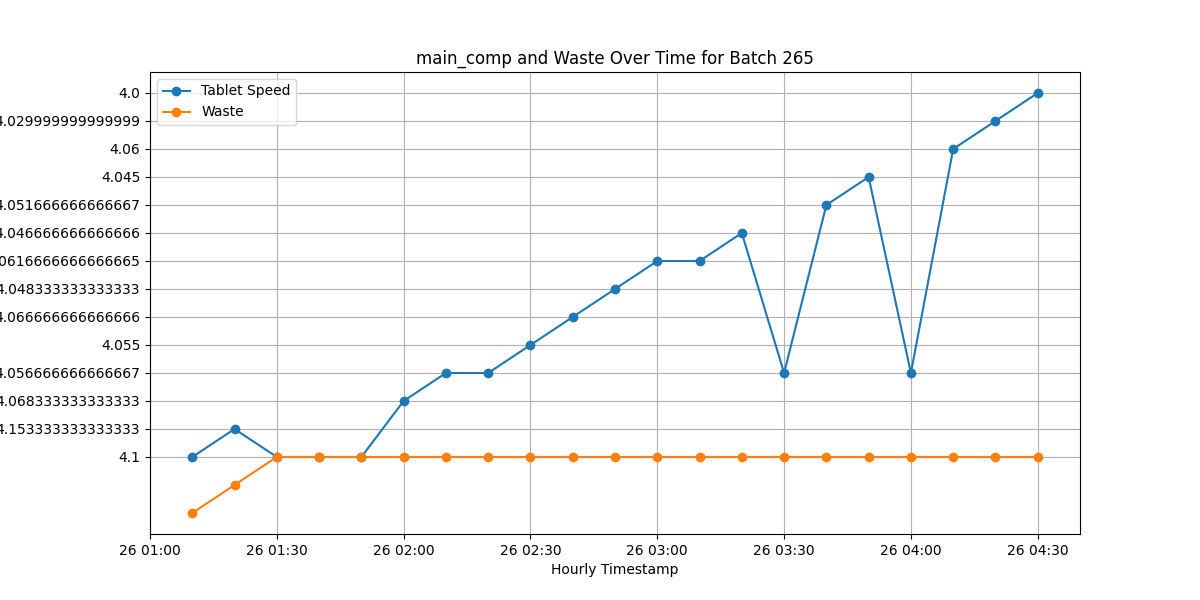 main_comp and Waste Over Time for Batch 265
Tablet Speed
Waste
4.0
4.029999999999999
4.06
4.045
4.051666666666667
4.046666666666666
0616666666666665
4.048333333333333
4.066666666666666
4.055
4.056666666666667
4.068333333333333
4.153333333333333
4.1
26 01:00 26 01:30 26 02:00 26 02:30 26 03:00 26 03:30 26 04:00 26 04:30
Hourly Timestamp